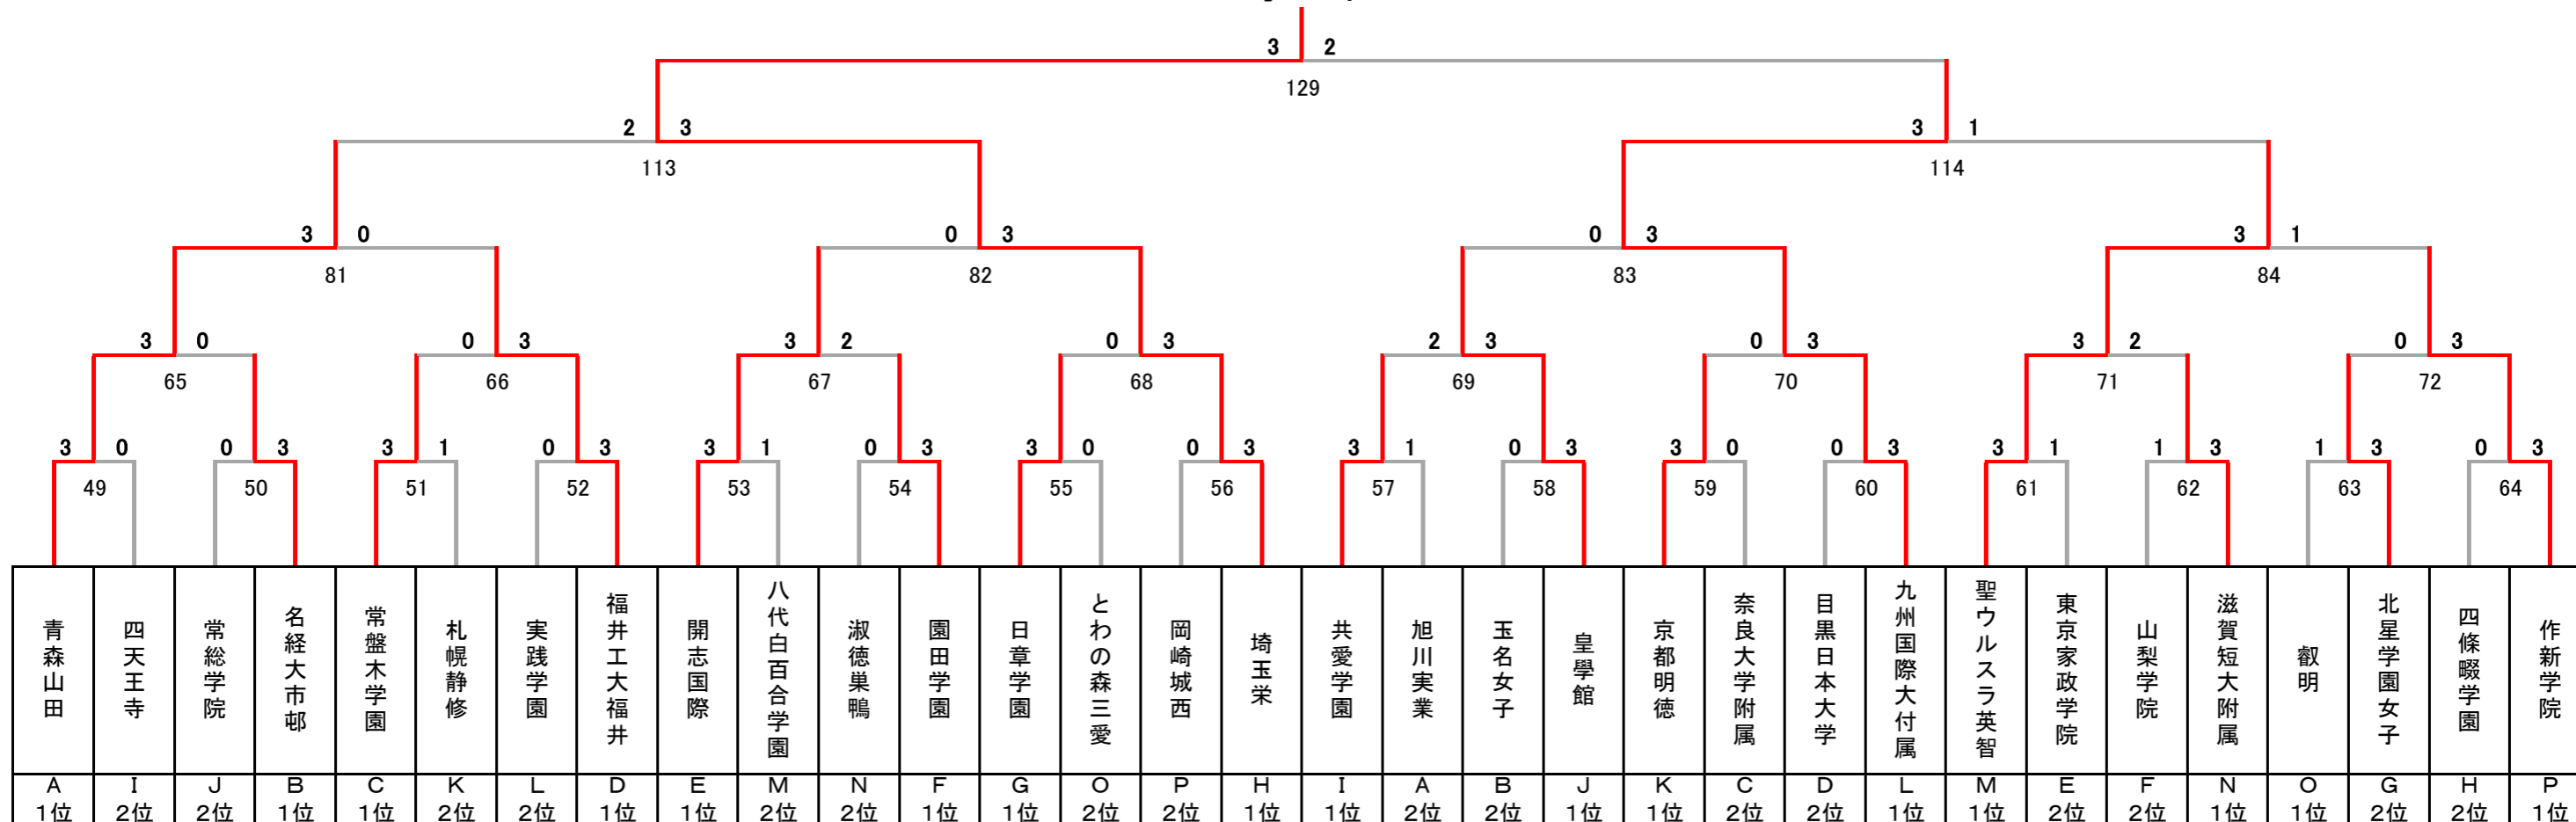 3 2
129
2 3 3 1
113 114
3 0 0 3 0 3 3 1
81 82 83 84
3 0 0 3 3 2 0 3 2 3 0 3 3 2 0 3
65 66 67 68 69 70 71 72
3 0 0 3 3 1 0 3 3 1 0 3 3 0 0 3 3 1 0 3 3 0 0 3 3 1 1 3 1 3 0 3
49 50 51 52 53 54 55 56 57 58 59 60 61 62 63 64
青森山田
四天王寺
常総学院
名経大市邨
常盤木学園
札幌静修
実践学園
福井工大福井
開志国際
八代白百合学園
淑徳巣鴨
園田学園
日章学園
とわの森三愛
岡崎城西
埼玉栄
共愛学園
旭川実業
玉名女子
皇學館
京都明徳
奈良大学附属
目黒日本大学
九州国際大付属
聖ウルスラ英智
東京家政学院
山梨学院
滋賀短大附属
叡明
北星学園女子
四條畷学園
作新学院
A I J B C K L D E M N F G O P H I A B J K C D L M E F N O G H P
1位 2位 2位 1位 1位 2位 2位 1位 1位 2位 2位 1位 1位 2位 2位 1位 1位 2位 2位 1位 1位 2位 2位 1位 1位 2位 2位 1位 1位 2位 2位 1位